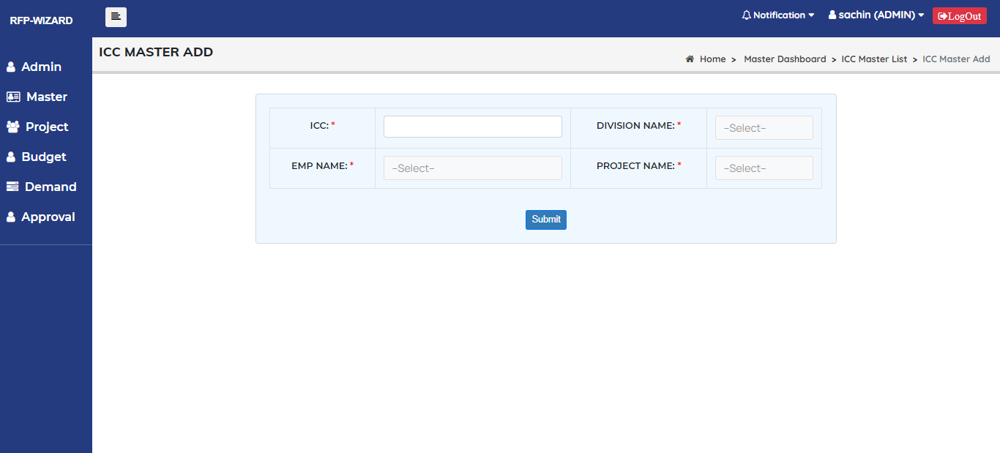 RFP-WIZARD
Notification
sachin (ADMIN)
LogOut
Admin
Master
Project
Budget
Demand
Approval
ICC MASTER ADD
Home > Master Dashboard > ICC Master List > ICC Master Add
ICC: *
DIVISION NAME: *
--Select--
EMP NAME: *
--Select--
PROJECT NAME: *
--Select--
Submit